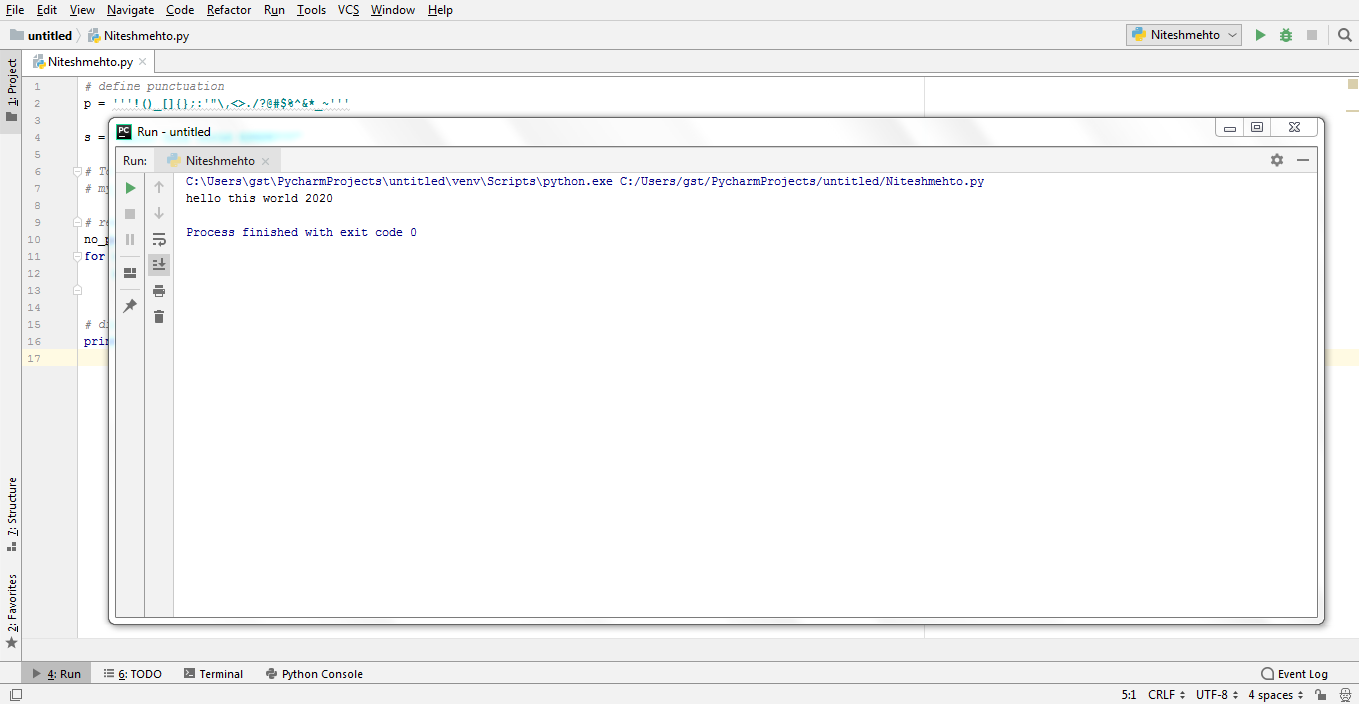 File Edit View Navigate Code Refactor Run Tools VCS Window Help
untitled Niteshmehto.py Niteshmehto
1: Project
Niteshmehto.py
1 # define punctuation
2 p = '''!()_[]{};:'"\,<>./?@#$%^&*_~'''
3
4 s =
Run - untitled
5
Run: Niteshmehto
6
7 # my
8
9
10 no_p
11 for
12
13
14
15 # di
16 prin
17
C:\Users\gst\PycharmProjects\untitled\venv\Scripts\python.exe C:/Users/gst/PycharmProjects/untitled/Niteshmehto.py
hello this world 2020
Process finished with exit code 0
7: Structure
2: Favorites
4: Run 6: TODO Terminal Python Console Event Log
5:1 CRLF UTF-8 4 spaces